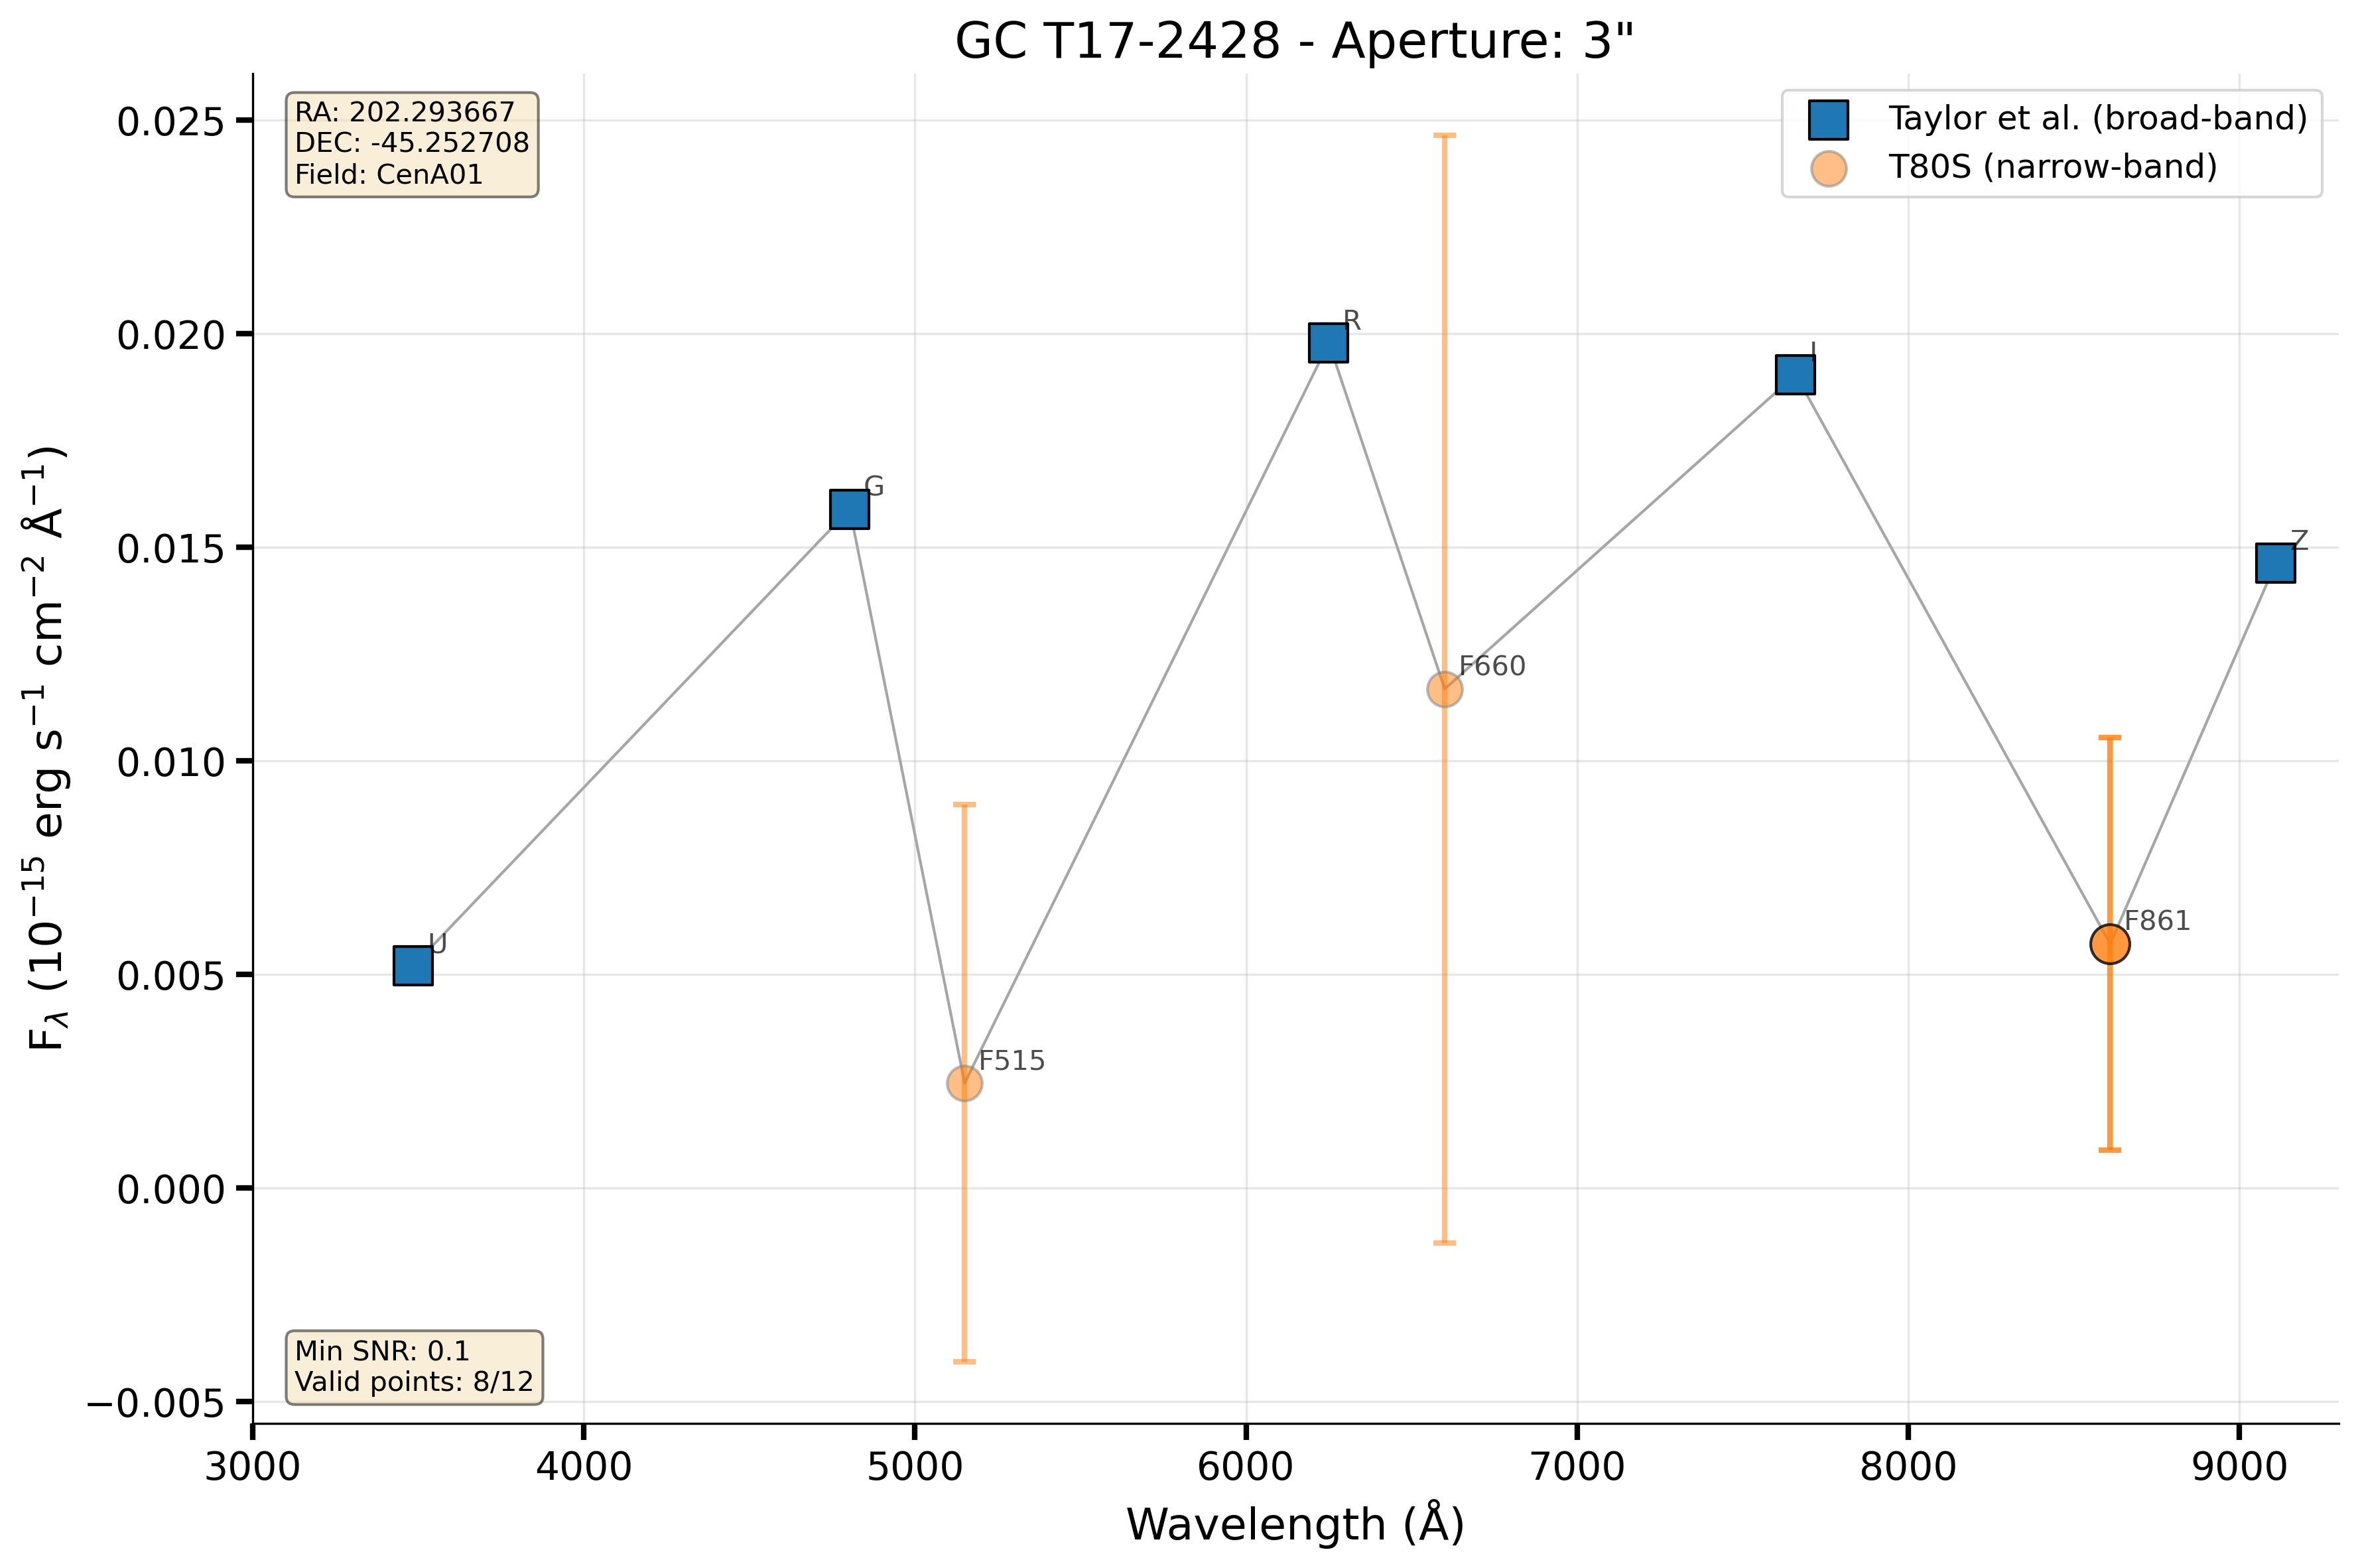 GC T17-2428 - Aperture: 3"
RA: 202.293667
DEC: -45.252708
Field: CenA01
Taylor et al. (broad-band)
T80S (narrow-band)
0.025
0.020
0.015
0.010
0.005
0.000
−0.005
F_λ (10⁻¹⁵ erg s⁻¹ cm⁻² Å⁻¹)
R
I
G
Z
F660
F861
U
F515
Min SNR: 0.1
Valid points: 8/12
3000 4000 5000 6000 7000 8000 9000
Wavelength (Å)